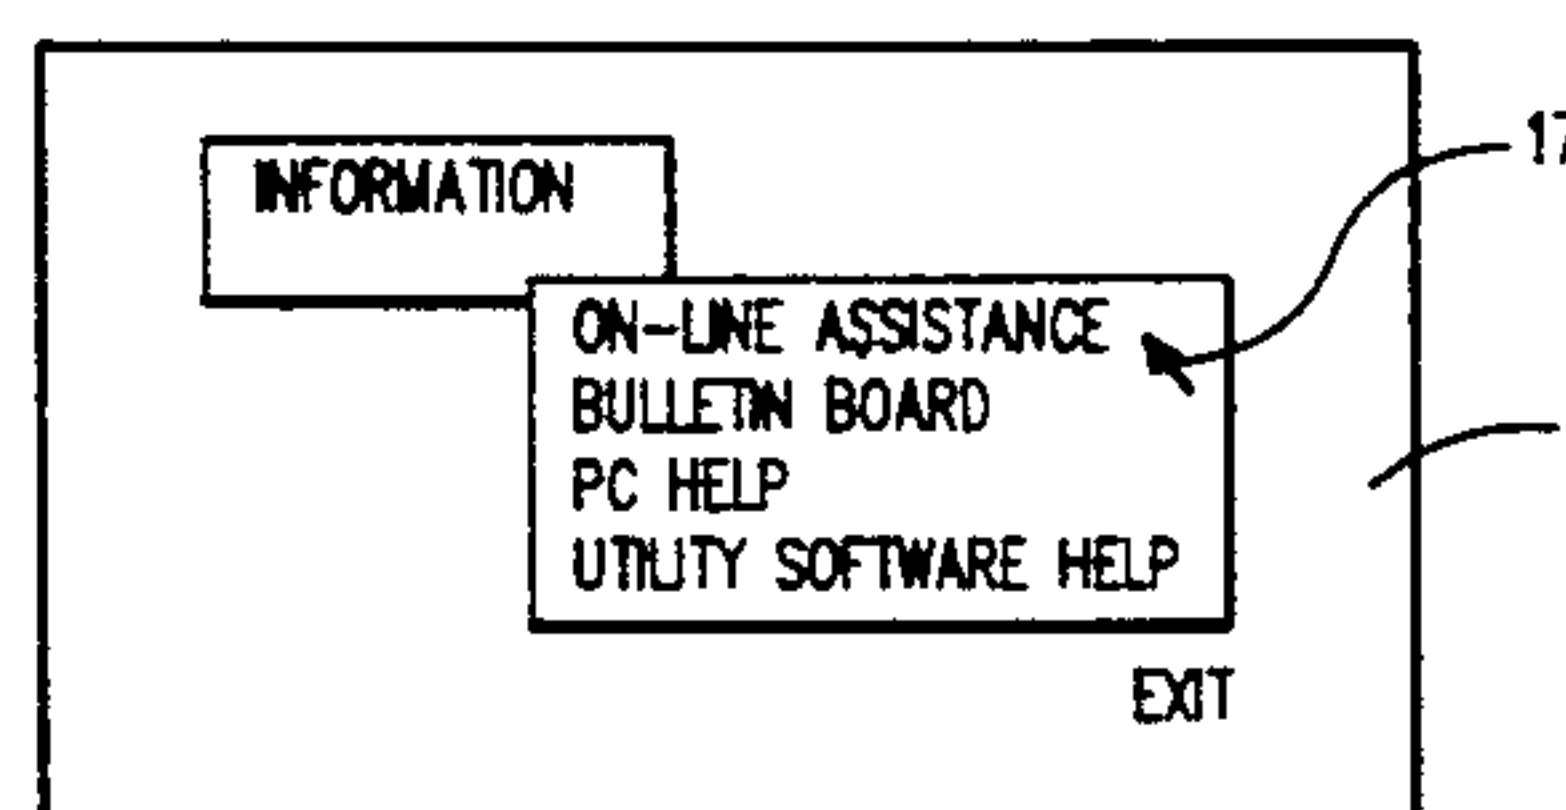 INFORMATION
ON-LINE ASSISTANCE
BULLETIN BOARD
PC HELP
UTILITY SOFTWARE HELP
EXIT